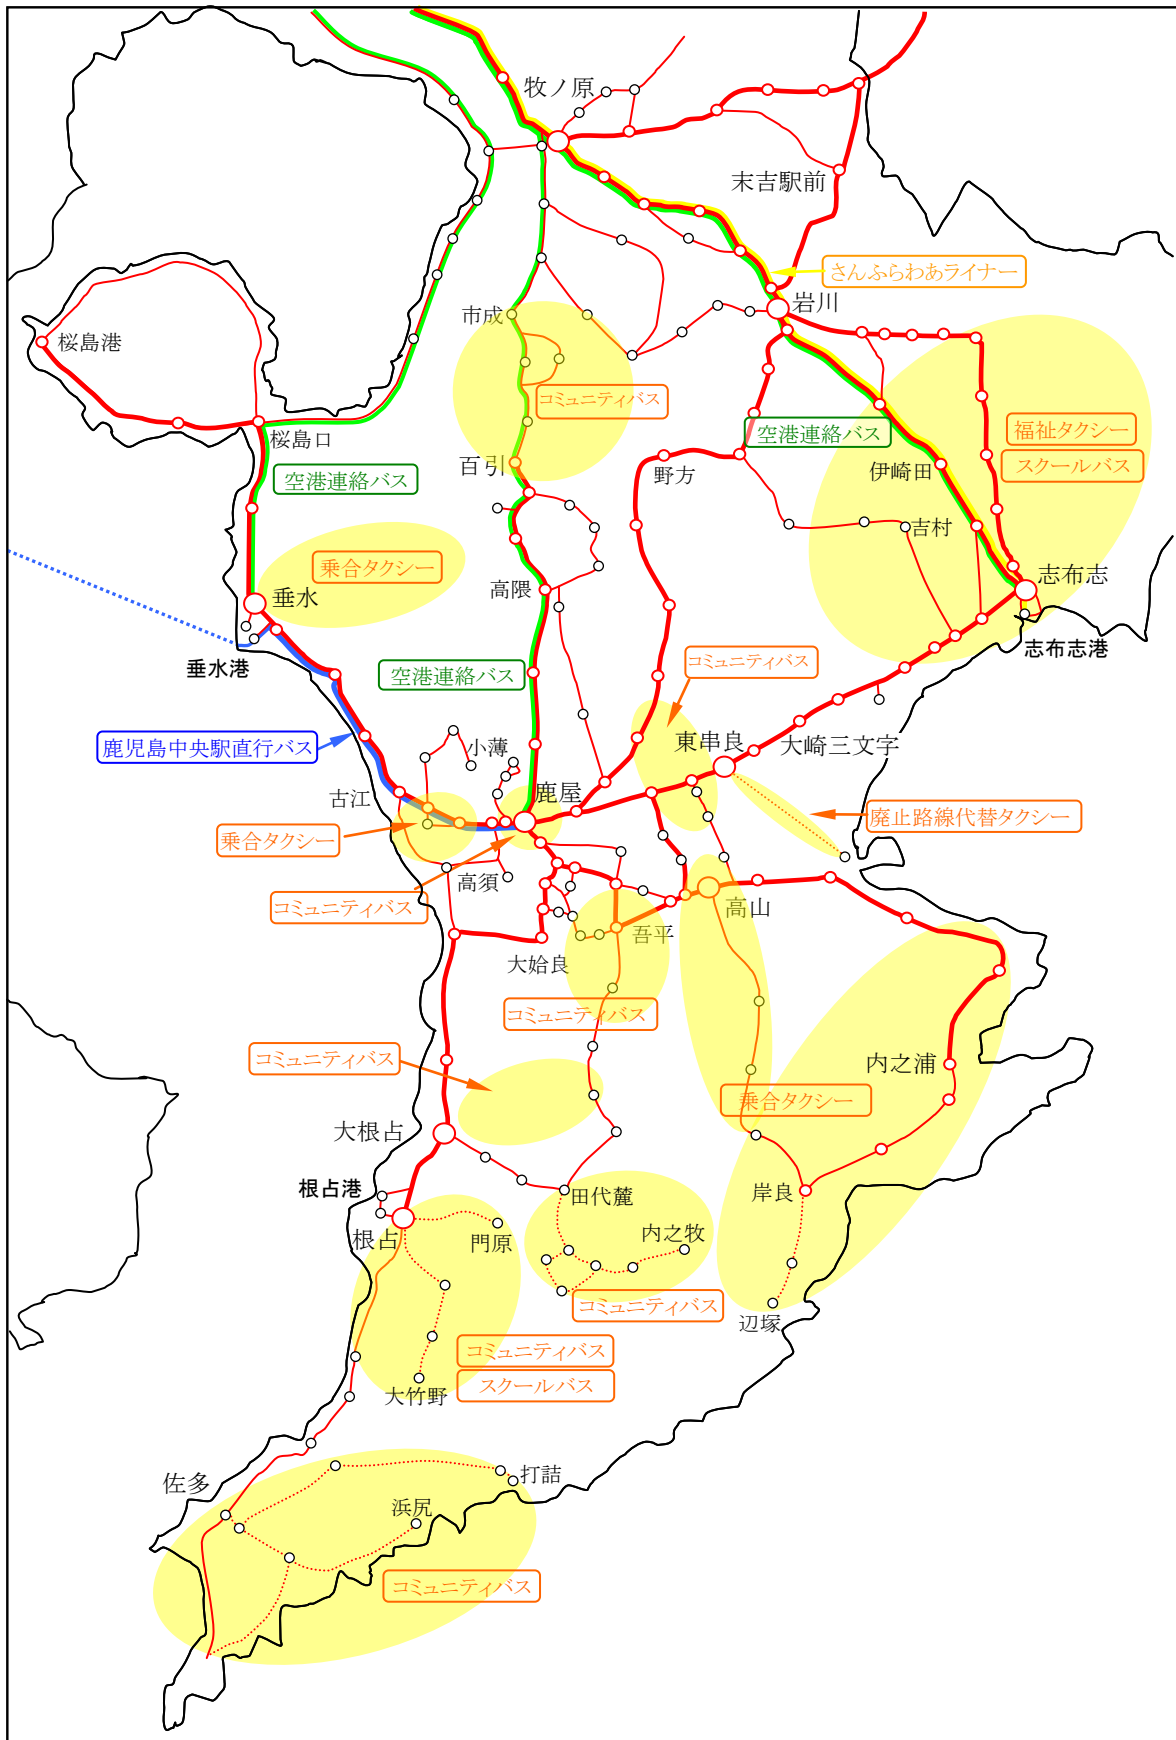 牧ノ原
末吉駅前
さんふらわあライナー
岩川
市成
桜島港
コミュニティバス
桜島口
空港連絡バス
福祉タクシー
スクールバス
百引
野方
伊崎田
空港連絡バス
吉村
乗合タクシー
高隈
志布志
垂水
志布志港
垂水港
空港連絡バス
コミュニティバス
鹿児島中央駅直行バス
小薄
東串良
大崎三文字
古江
鹿屋
廃止路線代替タクシー
乗合タクシー
高須
コミュニティバス
高山
吾平
大姶良
コミュニティバス
コミュニティバス
内之浦
乗合タクシー
大根占
根占港
田代麓
岸良
根占
門原
内之牧
コミュニティバス
辺塚
コミュニティバス
スクールバス
大竹野
佐多
打詰
浜尻
コミュニティバス